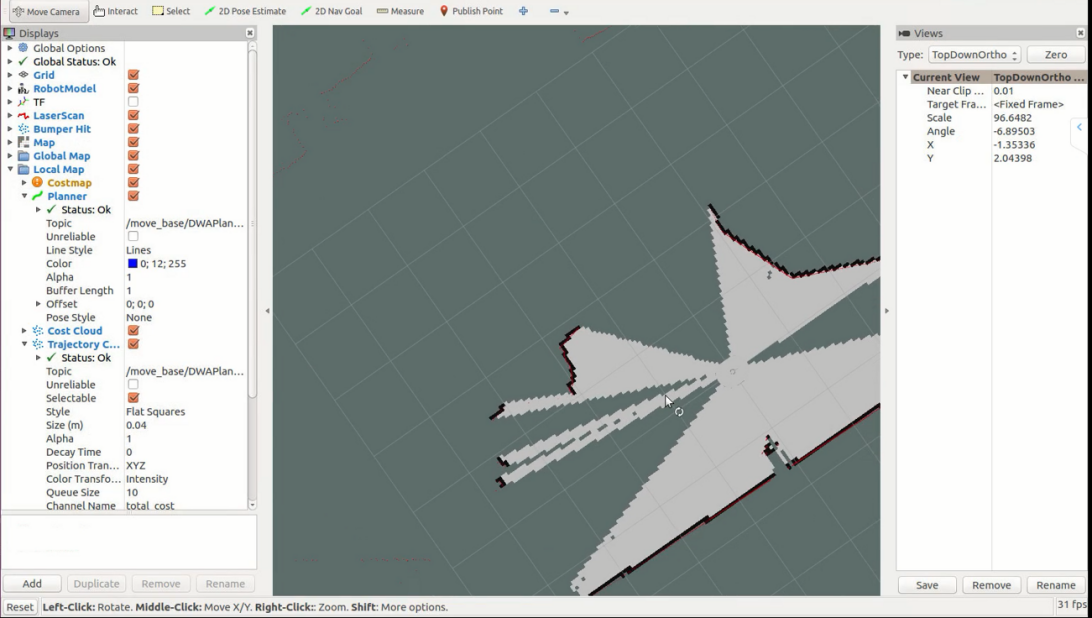 Move Camera Interact Select 2D Pose Estimate 2D Nav Goal Measure Publish Point
Displays
Global Options
Global Status: Ok
Grid
RobotModel
TF
LaserScan
Bumper Hit
Map
Global Map
Local Map
Costmap
Planner
Status: Ok
Topic /move_base/DWAPlan...
Unreliable
Line Style Lines
Color 0; 12; 255
Alpha 1
Buffer Length 1
Offset 0; 0; 0
Pose Style None
Cost Cloud
Trajectory C...
Status: Ok
Topic /move_base/DWAPlan...
Unreliable
Selectable
Style Flat Squares
Size (m) 0.04
Alpha 1
Decay Time 0
Position Tran... XYZ
Color Transfo... Intensity
Queue Size 10
Channel Name total_cost
Add Duplicate Remove Rename
Views
Type: TopDownOrtho Zero
Current View TopDownOrtho ...
Near Clip ... 0.01
Target Fra... <Fixed Frame>
Scale 96.6482
Angle -6.89503
X -1.35336
Y 2.04398
Save Remove Rename
Reset Left-Click: Rotate. Middle-Click: Move X/Y. Right-Click:: Zoom. Shift: More options. 31 fps